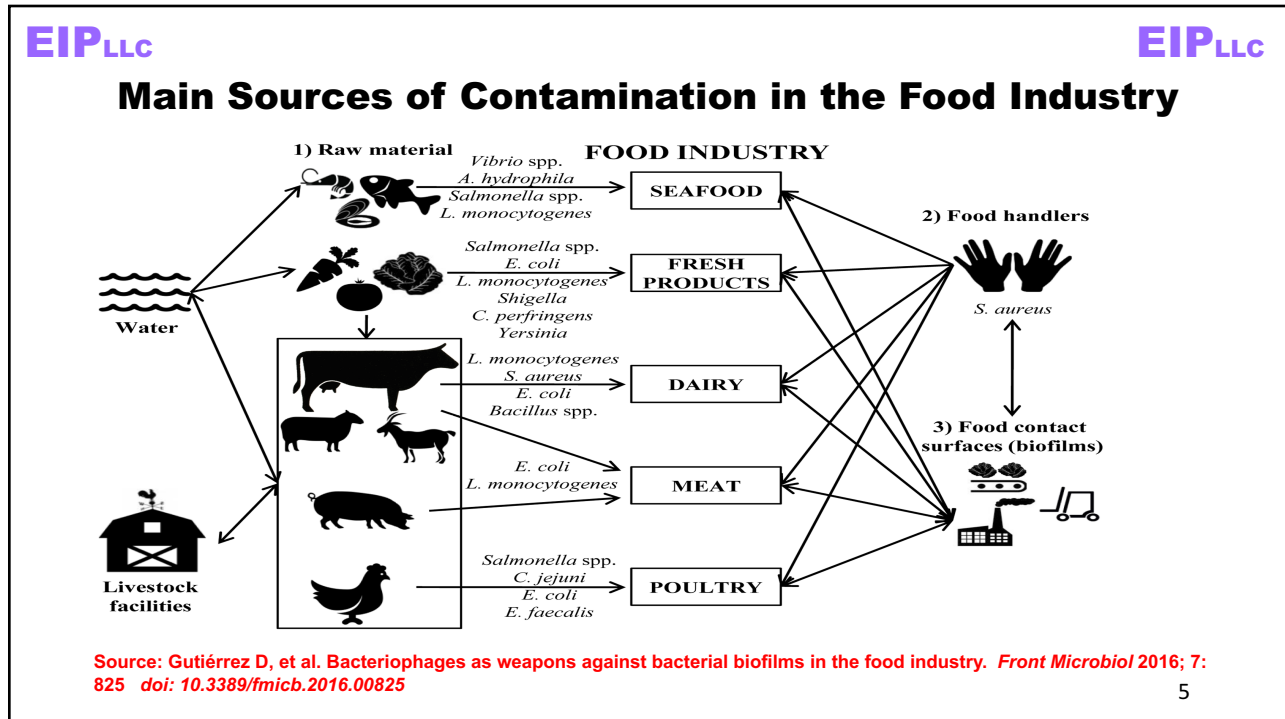 EIPLLC
EIPLLC
Main Sources of Contamination in the Food Industry
1) Raw material
FOOD INDUSTRY
Vibrio spp.
A. hydrophila
Salmonella spp.
L. monocytogenes
SEAFOOD
2) Food handlers
Salmonella spp.
E. coli
L. monocytogenes
Shigella
C. perfringens
Yersinia
FRESH
PRODUCTS
S. aureus
Water
L. monocytogenes
S. aureus
E. coli
Bacillus spp.
DAIRY
3) Food contact
surfaces (biofilms)
E. coli
L. monocytogenes
MEAT
Livestock
facilities
Salmonella spp.
C. jejuni
E. coli
E. faecalis
POULTRY
Source: Gutiérrez D, et al. Bacteriophages as weapons against bacterial biofilms in the food industry. Front Microbiol 2016; 7:
825 doi: 10.3389/fmicb.2016.00825
5